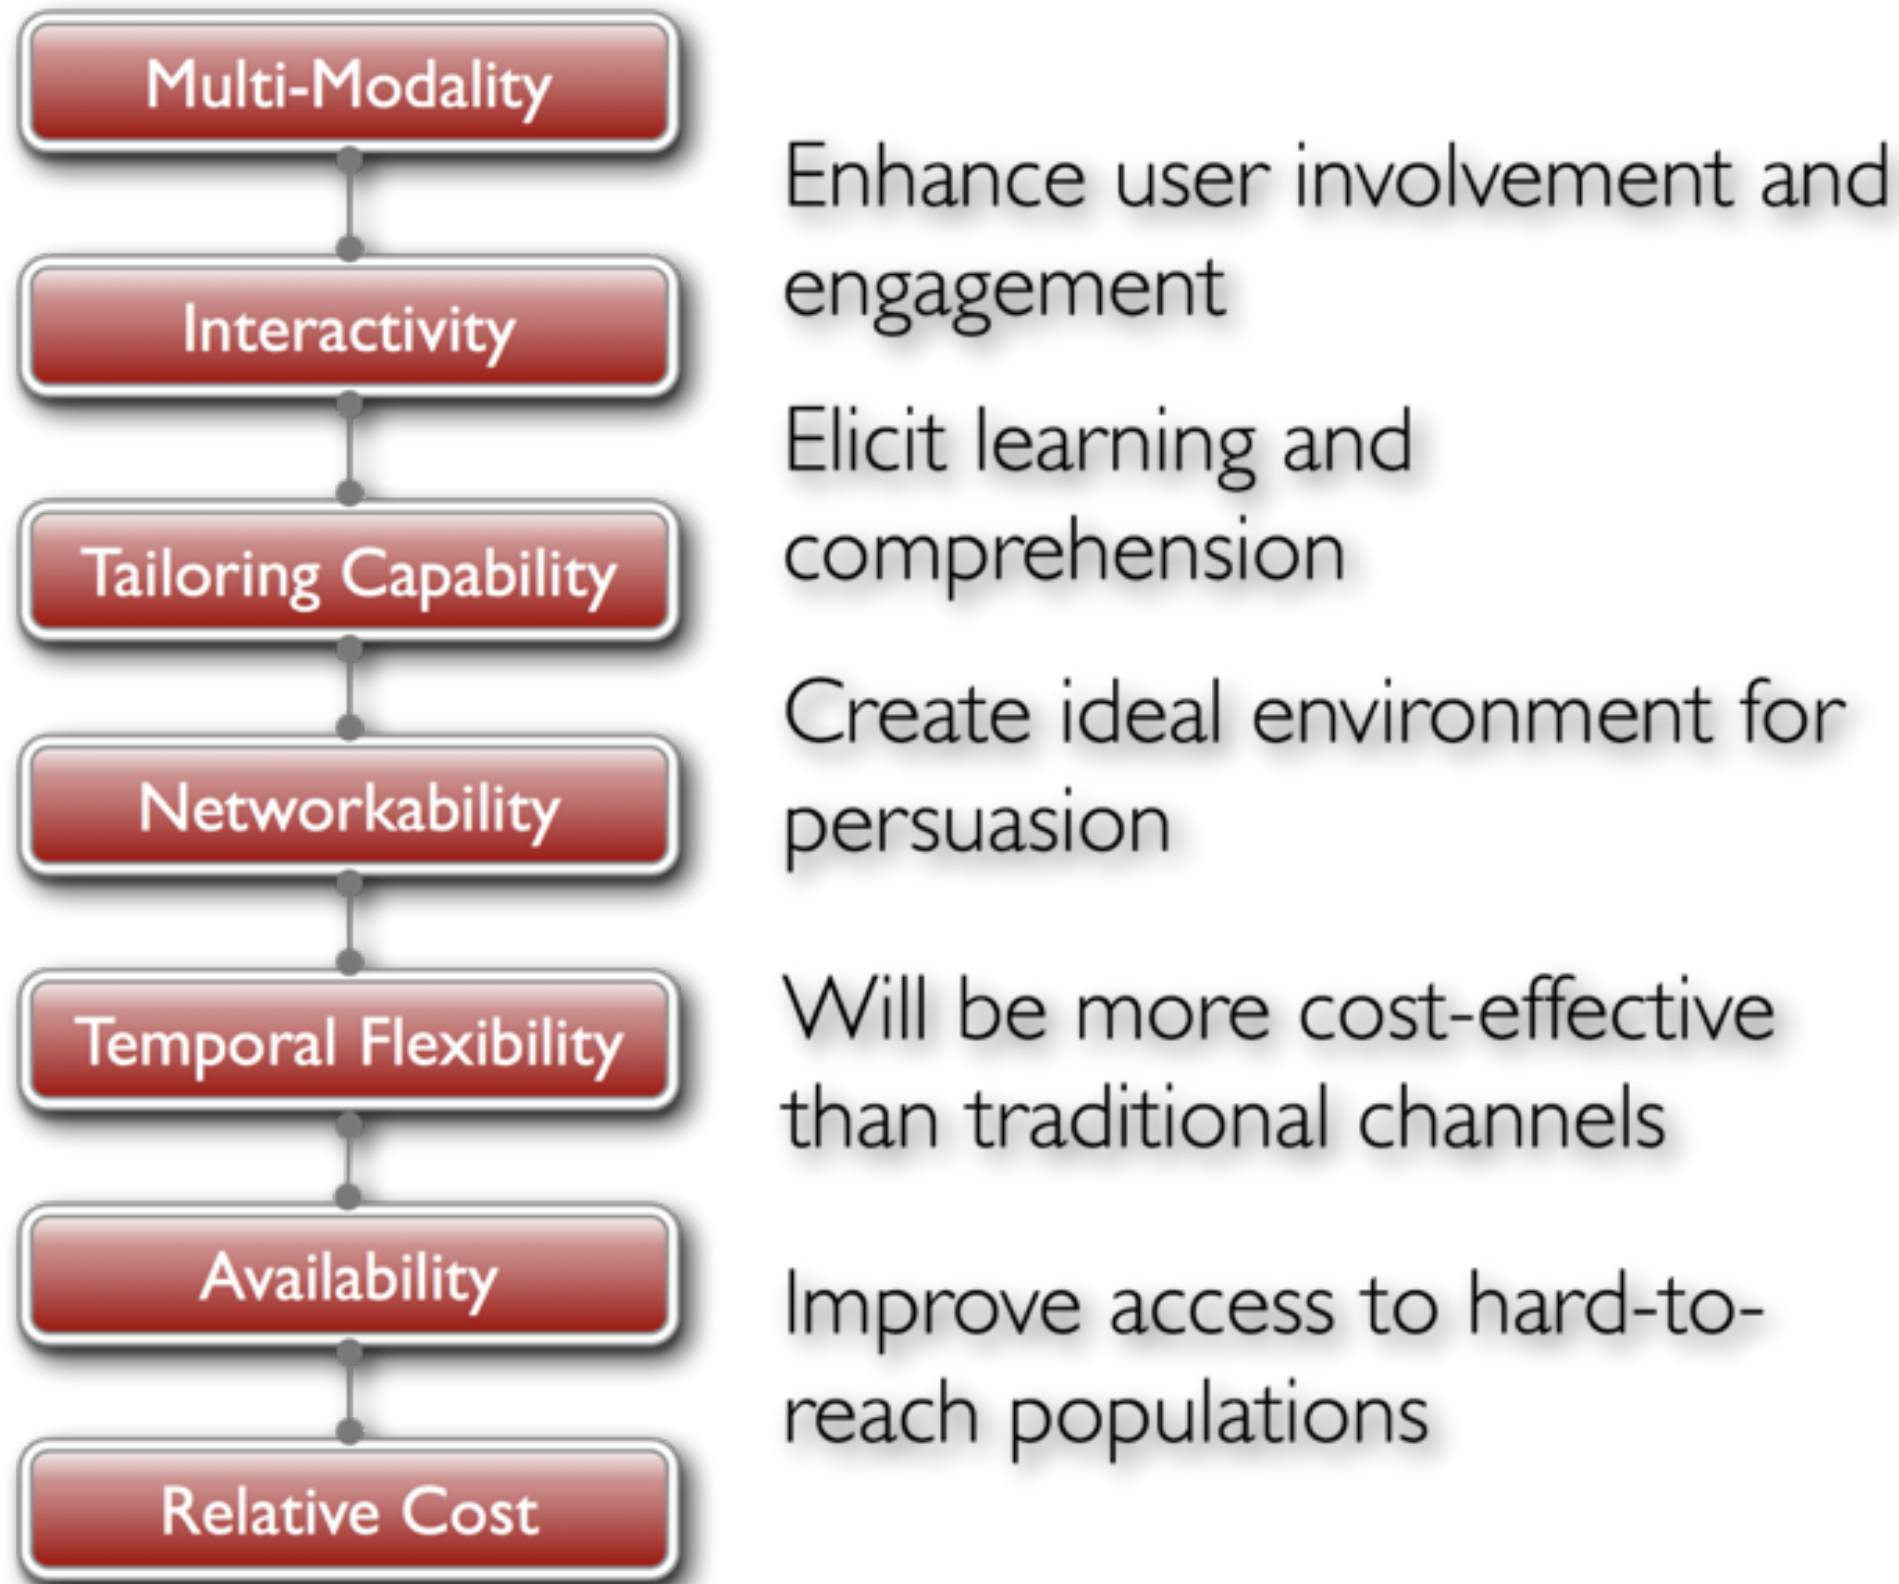 Multi-Modality
Interactivity
Tailoring Capability
Networkability
Temporal Flexibility
Availability
Relative Cost
Enhance user involvement and
engagement
Elicit learning and
comprehension
Create ideal environment for
persuasion
Will be more cost-effective
than traditional channels
Improve access to hard-to-
reach populations